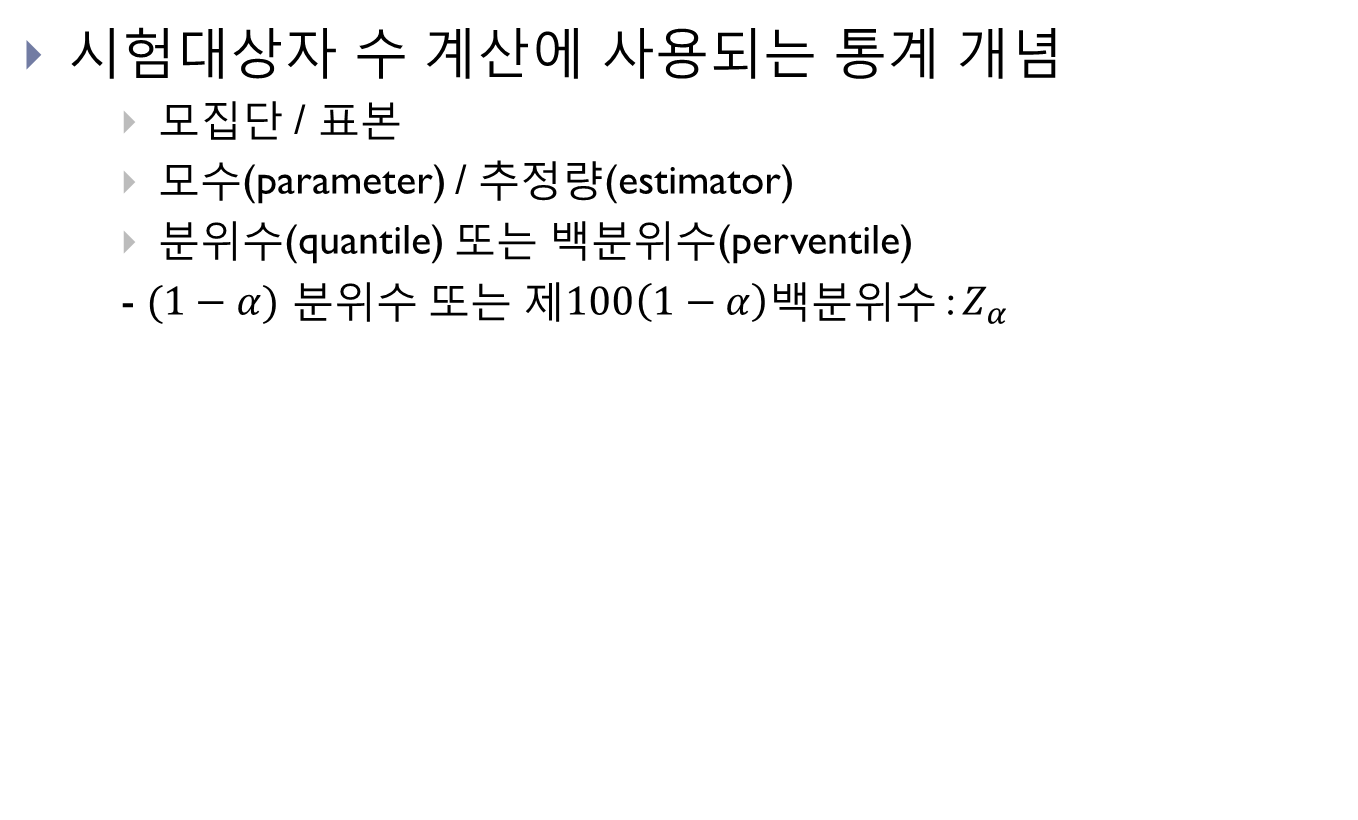 시험대상자 수 계산에 사용되는 통계 개념
모집단 / 표본
모수(parameter) / 추정량(estimator)
분위수(quantile) 또는 백분위수(perventile)
- (1 − 𝛼) 분위수 또는 제100(1 − 𝛼)백분위수 : 𝑍𝛼